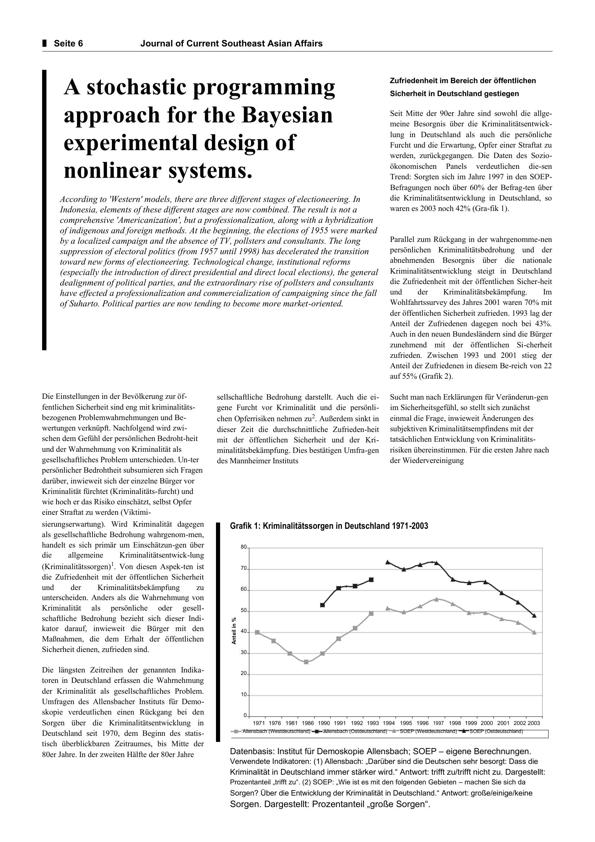 Seite 6 Journal of Current Southeast Asian Affairs
A stochastic programming
approach for the Bayesian
experimental design of
nonlinear systems.
According to 'Western' models, there are three different stages of electioneering. In
Indonesia, elements of these different stages are now combined. The result is not a
comprehensive 'Americanization', but a professionalization, along with a hybridization
of indigenous and foreign methods. At the beginning, the elections of 1955 were marked
by a localized campaign and the absence of TV, pollsters and consultants. The long
suppression of electoral politics (from 1957 until 1998) has decelerated the transition
toward new forms of electioneering. Technological change, institutional reforms
(especially the introduction of direct presidential and direct local elections), the general
dealignment of political parties, and the extraordinary rise of pollsters and consultants
have effected a professionalization and commercialization of campaigning since the fall
of Suharto. Political parties are now tending to become more market-oriented.
Zufriedenheit im Bereich der öffentlichen
Sicherheit in Deutschland gestiegen
Seit Mitte der 90er Jahre sind sowohl die allge-
meine Besorgnis über die Kriminalitätsentwick-
lung in Deutschland als auch die persönliche
Furcht und die Erwartung, Opfer einer Straftat zu
werden, zurückgegangen. Die Daten des Sozio-
ökonomischen Panels verdeutlichen die-sen
Trend: Sorgten sich im Jahre 1997 in den SOEP-
Befragungen noch über 60% der Befrag-ten über
die Kriminalitätsentwicklung in Deutschland, so
waren es 2003 noch 42% (Gra-fik 1).
Parallel zum Rückgang in der wahrgenomme-nen
persönlichen Kriminalitätsbedrohung und der
abnehmenden Besorgnis über die nationale
Kriminalitätsentwicklung steigt in Deutschland
die Zufriedenheit mit der öffentlichen Sicher-heit
und der Kriminalitätsbekämpfung. Im
Wohlfahrtssurvey des Jahres 2001 waren 70% mit
der öffentlichen Sicherheit zufrieden. 1993 lag der
Anteil der Zufriedenen dagegen noch bei 43%.
Auch in den neuen Bundesländern sind die Bürger
zunehmend mit der öffentlichen Si-cherheit
zufrieden. Zwischen 1993 und 2001 stieg der
Anteil der Zufriedenen in diesem Be-reich von 22
auf 55% (Grafik 2).
Die Einstellungen in der Bevölkerung zur öf-
fentlichen Sicherheit sind eng mit kriminalitäts-
bezogenen Problemwahrnehmungen und Be-
wertungen verknüpft. Nachfolgend wird zwi-
schen dem Gefühl der persönlichen Bedroht-heit
und der Wahrnehmung von Kriminalität als
gesellschaftliches Problem unterschieden. Un-ter
persönlicher Bedrohtheit subsumieren sich Fragen
darüber, inwieweit sich der einzelne Bürger vor
Kriminalität fürchtet (Kriminalitäts-furcht) und
wie hoch er das Risiko einschätzt, selbst Opfer
einer Straftat zu werden (Viktimi-
sierungserwartung). Wird Kriminalität dagegen
als gesellschaftliche Bedrohung wahrgenom-men,
handelt es sich primär um Einschätzun-gen über
die allgemeine Kriminalitätsentwick-lung
(Kriminalitätssorgen)1. Von diesen Aspek-ten ist
die Zufriedenheit mit der öffentlichen Sicherheit
und der Kriminalitätsbekämpfung zu
unterscheiden. Anders als die Wahrnehmung von
Kriminalität als persönliche oder gesell-
schaftliche Bedrohung bezieht sich dieser Indi-
kator darauf, inwieweit die Bürger mit den
Maßnahmen, die dem Erhalt der öffentlichen
Sicherheit dienen, zufrieden sind.
Die längsten Zeitreihen der genannten Indika-
toren in Deutschland erfassen die Wahrnehmung
der Kriminalität als gesellschaftliches Problem.
Umfragen des Allensbacher Instituts für Demo-
skopie verdeutlichen einen Rückgang bei den
Sorgen über die Kriminalitätsentwicklung in
Deutschland seit 1970, dem Beginn des statis-
tisch überblickbaren Zeitraumes, bis Mitte der
80er Jahre. In der zweiten Hälfte der 80er Jahre
sellschaftliche Bedrohung darstellt. Auch die ei-
gene Furcht vor Kriminalität und die persönli-
chen Opferrisiken nehmen zu2. Außerdem sinkt in
dieser Zeit die durchschnittliche Zufrieden-heit
mit der öffentlichen Sicherheit und der Kri-
minalitätsbekämpfung. Dies bestätigen Umfra-gen
des Mannheimer Instituts
Sucht man nach Erklärungen für Veränderun-gen
im Sicherheitsgefühl, so stellt sich zunächst
einmal die Frage, inwieweit Änderungen des
subjektiven Kriminalitätsempfindens mit der
tatsächlichen Entwicklung von Kriminalitäts-
risiken übereinstimmen. Für die ersten Jahre nach
der Wiedervereinigung
Grafik 1: Kriminalitätssorgen in Deutschland 1971-2003
80
70
60
50
40
30
20
10
0
Anteil in %
1971 1976 1981 1986 1990 1991 1992 1993 1994 1995 1996 1997 1998 1999 2000 2001 2002 2003
Allensbach (Westdeutschland) Allensbach (Ostdeutschland) SOEP (Westdeutschland) SOEP (Ostdeutschland)
Datenbasis: Institut für Demoskopie Allensbach; SOEP – eigene Berechnungen.
Verwendete Indikatoren: (1) Allensbach: „Darüber sind die Deutschen sehr besorgt: Dass die
Kriminalität in Deutschland immer stärker wird.“ Antwort: trifft zu/trifft nicht zu. Dargestellt:
Prozentanteil „trifft zu“. (2) SOEP: „Wie ist es mit den folgenden Gebieten – machen Sie sich da
Sorgen? Über die Entwicklung der Kriminalität in Deutschland.“ Antwort: große/einige/keine
Sorgen. Dargestellt: Prozentanteil „große Sorgen“.